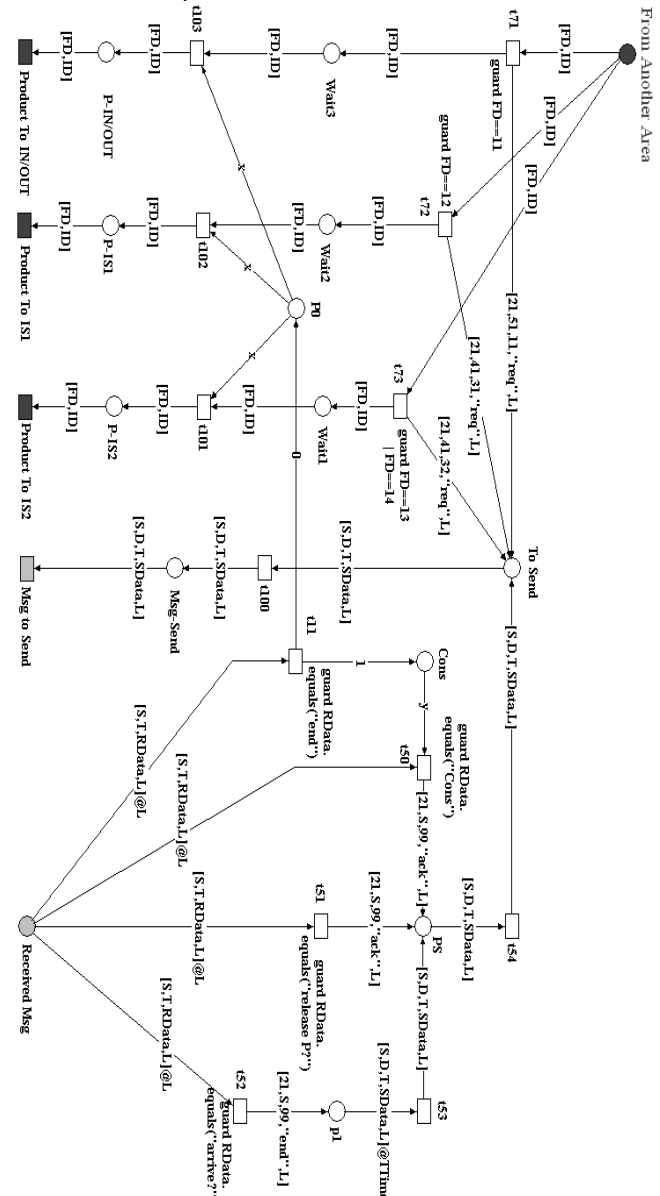 From Another Area
[FD,ID]
[FD,ID]
[FD,ID]
t71
guard FD==11
[21,51,11,"req",L]
[FD,ID]
Wait3
[FD,ID]
t103
[FD,ID]
P-IN/OUT
[FD,ID]
Product To IN/OUT
guard FD==12
t72
[21,41,31,"req",L]
[FD,ID]
Wait2
[FD,ID]
t102
[FD,ID]
P-IS1
[FD,ID]
Product To IS1
x
x
x
P0
0
t73
guard FD==13
| FD==14
[21,41,32,"req",L]
[FD,ID]
Wait1
[FD,ID]
t101
[FD,ID]
P-IS2
[FD,ID]
Product To IS2
To Send
[S,D,T,SData,L]
t100
[S,D,T,SData,L]
Msg-Send
[S,D,T,SData,L]
Msg to Send
[S,D,T,SData,L]
t11
guard RData.
equals("end")
1
Cons
y
guard RData.
equals("Cons")
t50
[21,S,99,"ack",L]
[S,T,RData,L]@L
[S,T,RData,L]@L
[S,T,RData,L]@L
[S,T,RData,L]@L
t51
guard RData.
equals("release P?")
[21,S,99,"ack",L]
PS
[S,D,T,SData,L]
t54
[S,D,T,SData,L]
t53
[S,D,T,SData,L]@TTim
p1
[21,S,99,"end",L]
t52
guard RData.
equals("arrive?"
Received Msg